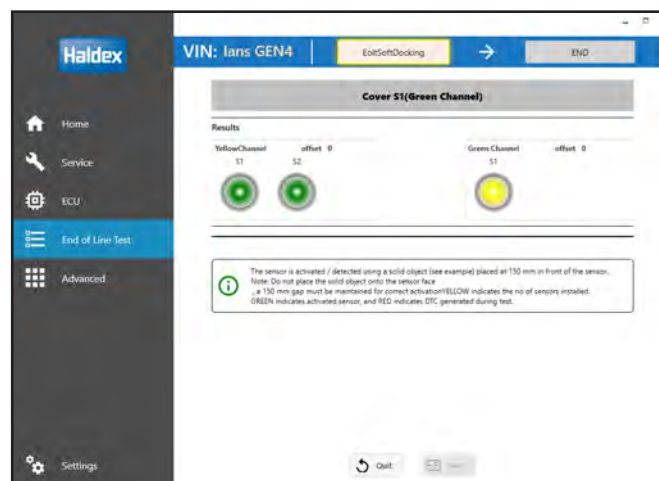 Haldex
VIN: Ians GEN4
EoltSoftDocking
END
Cover S1(Green Channel)
Home
Service
ECU
End of Line Test
Advanced
Settings
Results
YellowChannel offset 0
S1 S2
Green Channel offset 0
S1
The sensor is activated / detected using a solid object (see example) placed at 150 mm in front of the sensor.
Note: Do not place the solid object onto the sensor face
, a 150 mm gap must be maintained for correct activationYELLOW indicates the no of sensors installed.
GREEN indicates activated sensor, and RED indicates DTC generated during test.
Quit